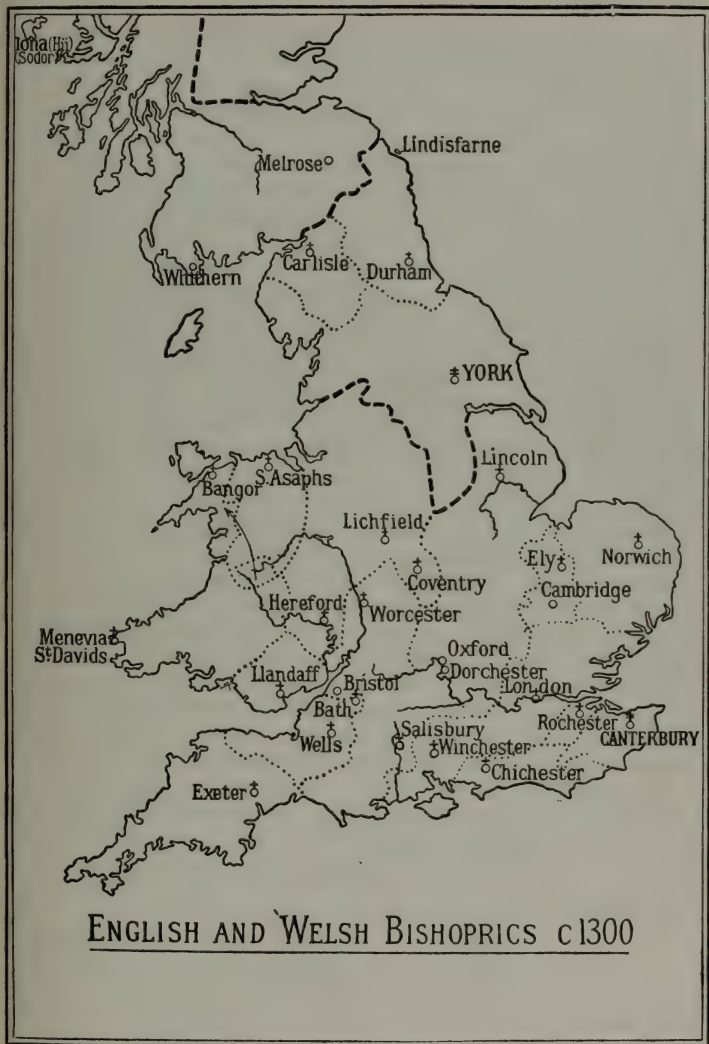 Iona (Hii)
(Sodor)
Lindisfarne
Melrose
Whithern
Carlisle
Durham
YORK
Lincoln
S. Asaphs
Bangor
Lichfield
Ely
Norwich
Coventry
Cambridge
Hereford
Worcester
Menevia
St. Davids
Oxford
Dorchester
Llandaff
Bristol
London
Bath
Rochester
CANTERBURY
Salisbury
Wells
Winchester
Chichester
Exeter
ENGLISH AND WELSH BISHOPRICS c1300